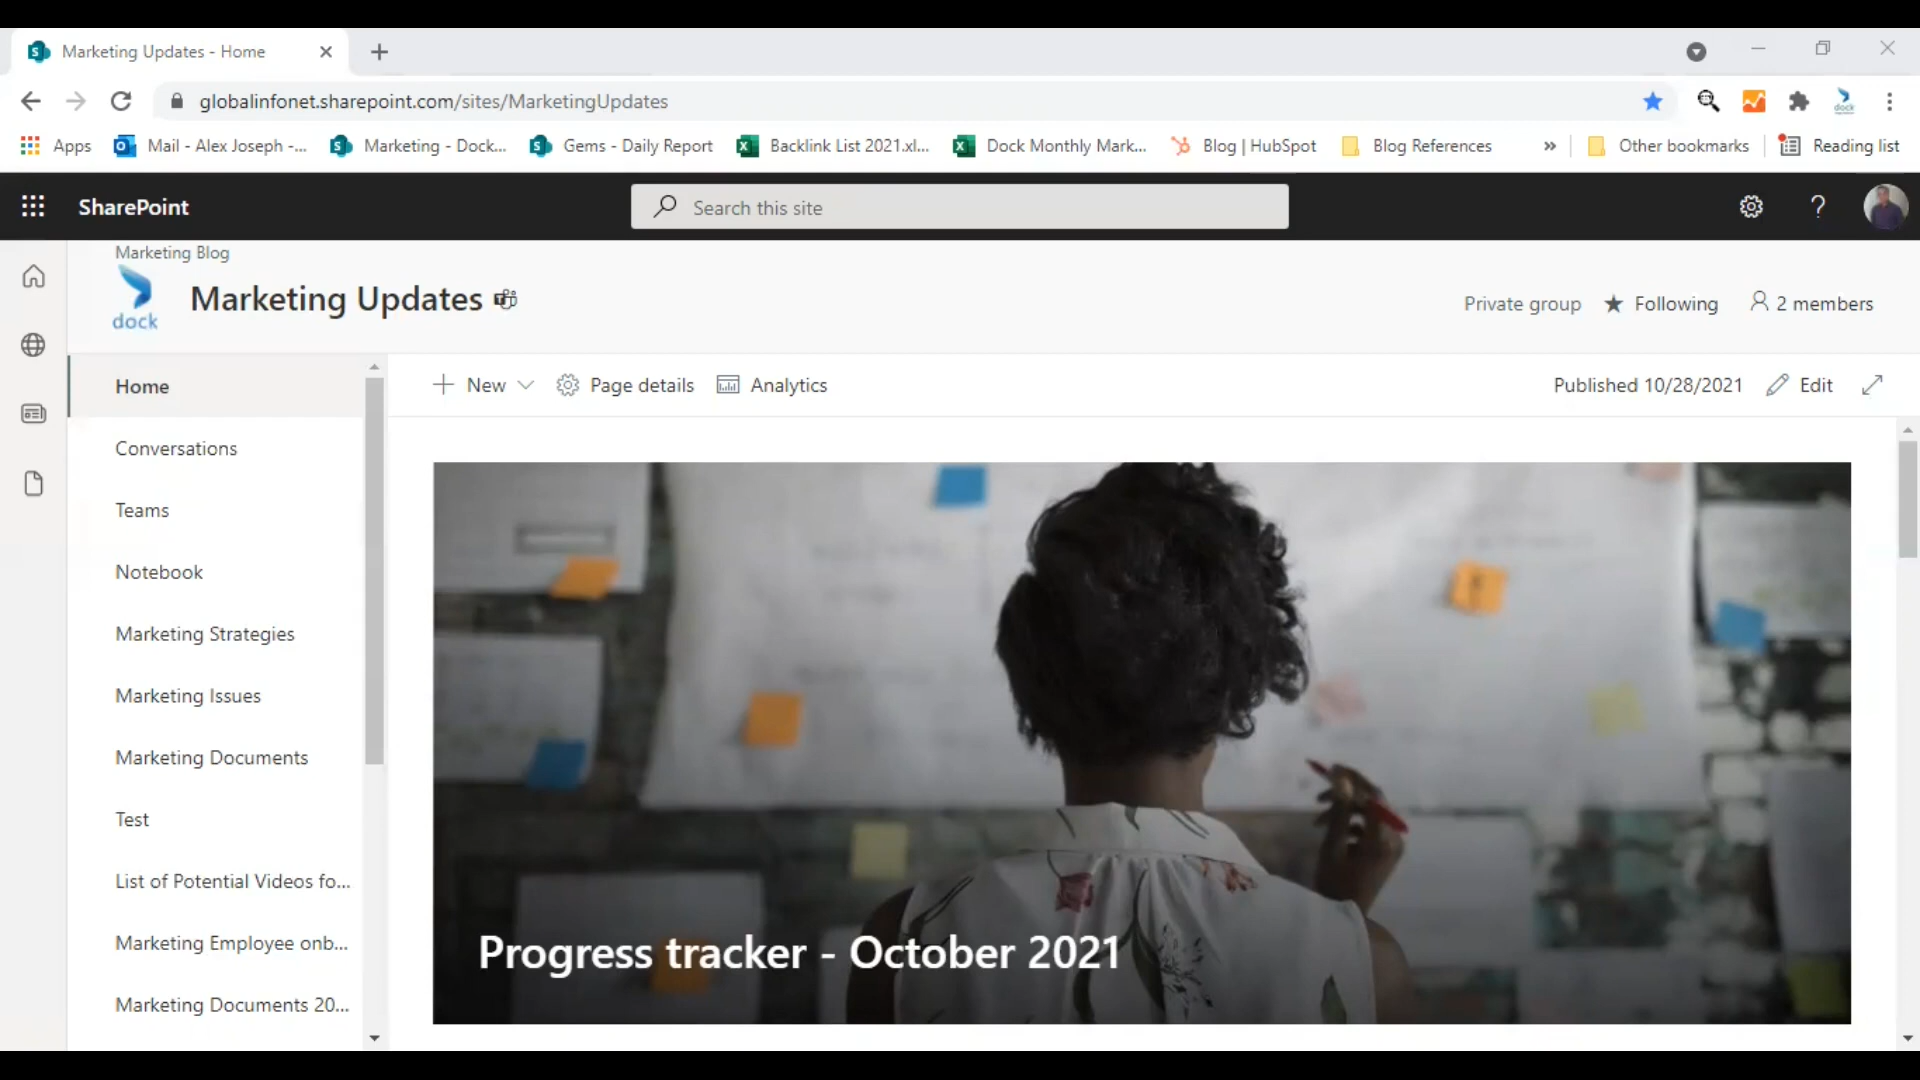 Marketing Updates - Home
globalinfonet.sharepoint.com/sites/MarketingUpdates
Apps Mail - Alex Joseph -... Marketing - Dock... Gems - Daily Report Backlink List 2021.xl... Dock Monthly Mark... Blog | HubSpot Blog References » Other bookmarks Reading list
SharePoint Search this site ?
Marketing Blog
dock
Marketing Updates
Private group Following 2 members
Home
Conversations
Teams
Notebook
Marketing Strategies
Marketing Issues
Marketing Documents
Test
List of Potential Videos fo...
Marketing Employee onb...
Marketing Documents 20...
New Page details Analytics Published 10/28/2021 Edit
Progress tracker - October 2021